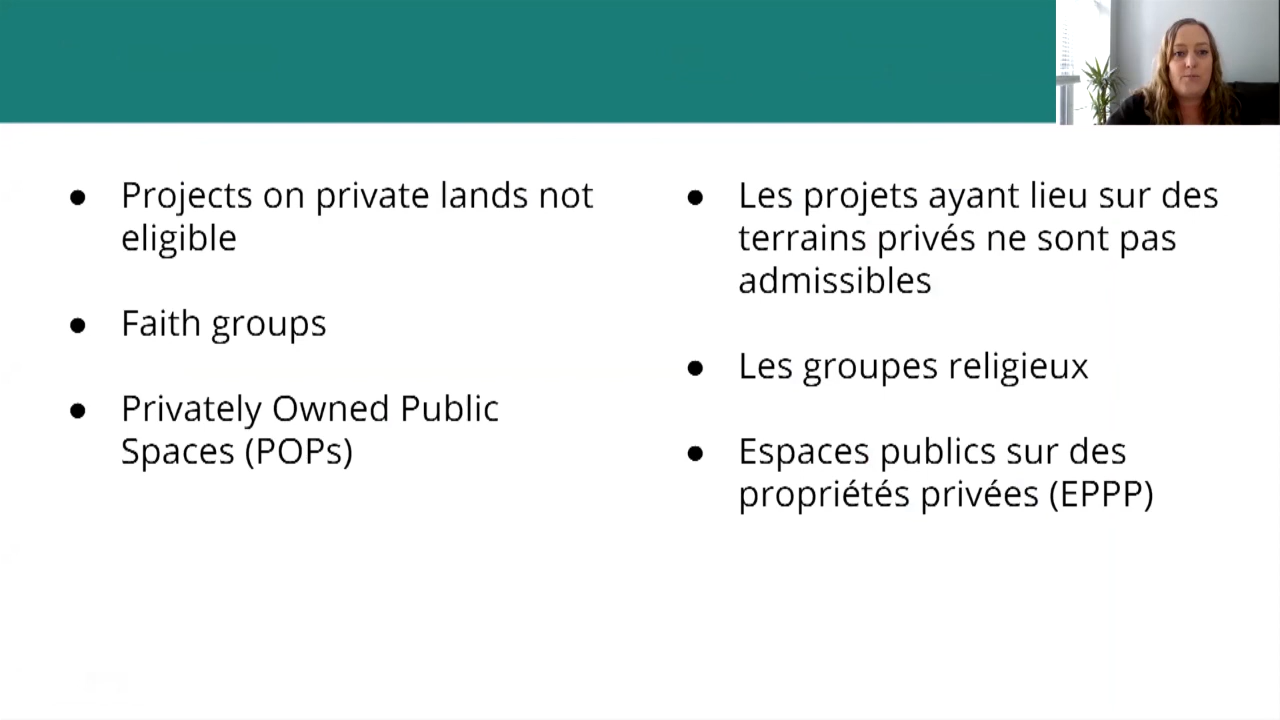 ● Projects on private lands not
eligible
● Faith groups
● Privately Owned Public
Spaces (POPs)
● Les projets ayant lieu sur des
terrains privés ne sont pas
admissibles
● Les groupes religieux
● Espaces publics sur des
propriétés privées (EPPP)